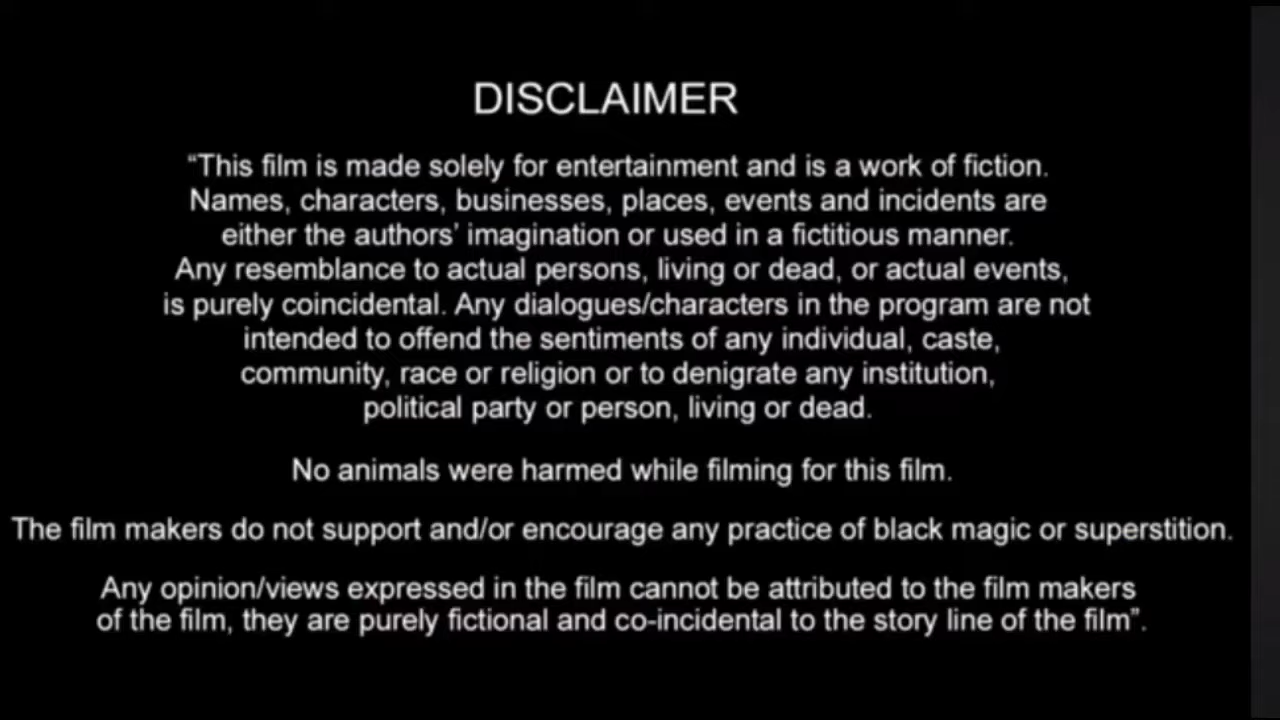 DISCLAIMER
“This film is made solely for entertainment and is a work of fiction.
Names, characters, businesses, places, events and incidents are
either the authors’ imagination or used in a fictitious manner.
Any resemblance to actual persons, living or dead, or actual events,
is purely coincidental. Any dialogues/characters in the program are not
intended to offend the sentiments of any individual, caste,
community, race or religion or to denigrate any institution,
political party or person, living or dead.
No animals were harmed while filming for this film.
The film makers do not support and/or encourage any practice of black magic or superstition.
Any opinion/views expressed in the film cannot be attributed to the film makers
of the film, they are purely fictional and co-incidental to the story line of the film”.